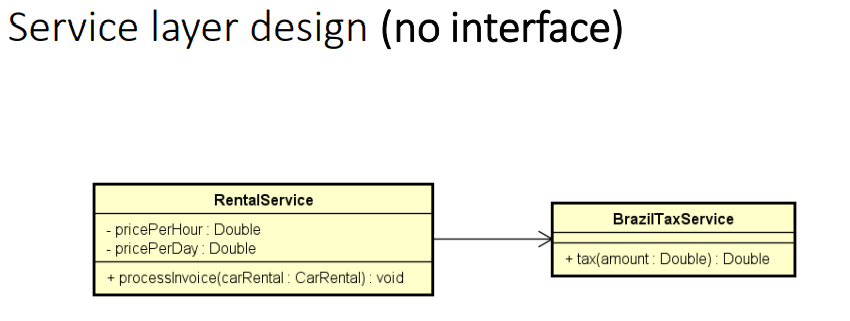 Service layer design (no interface)
RentalService
- pricePerHour : Double
- pricePerDay : Double
+ processInvoice(carRental : CarRental) : void
BrazilTaxService
+ tax(amount : Double) : Double